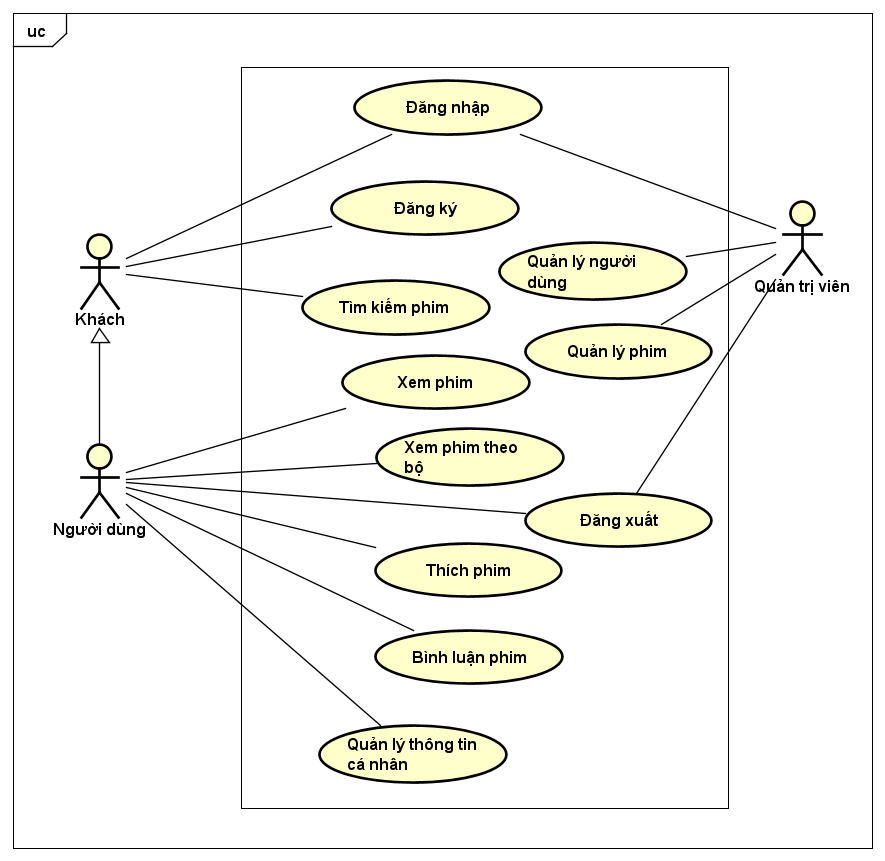 uc
Đăng nhập
Đăng ký
Khách
Tìm kiếm phim
Quản lý người
dùng
Quản trị viên
Quản lý phim
Xem phim
Xem phim theo
bộ
Người dùng
Đăng xuất
Thích phim
Bình luận phim
Quản lý thông tin
cá nhân